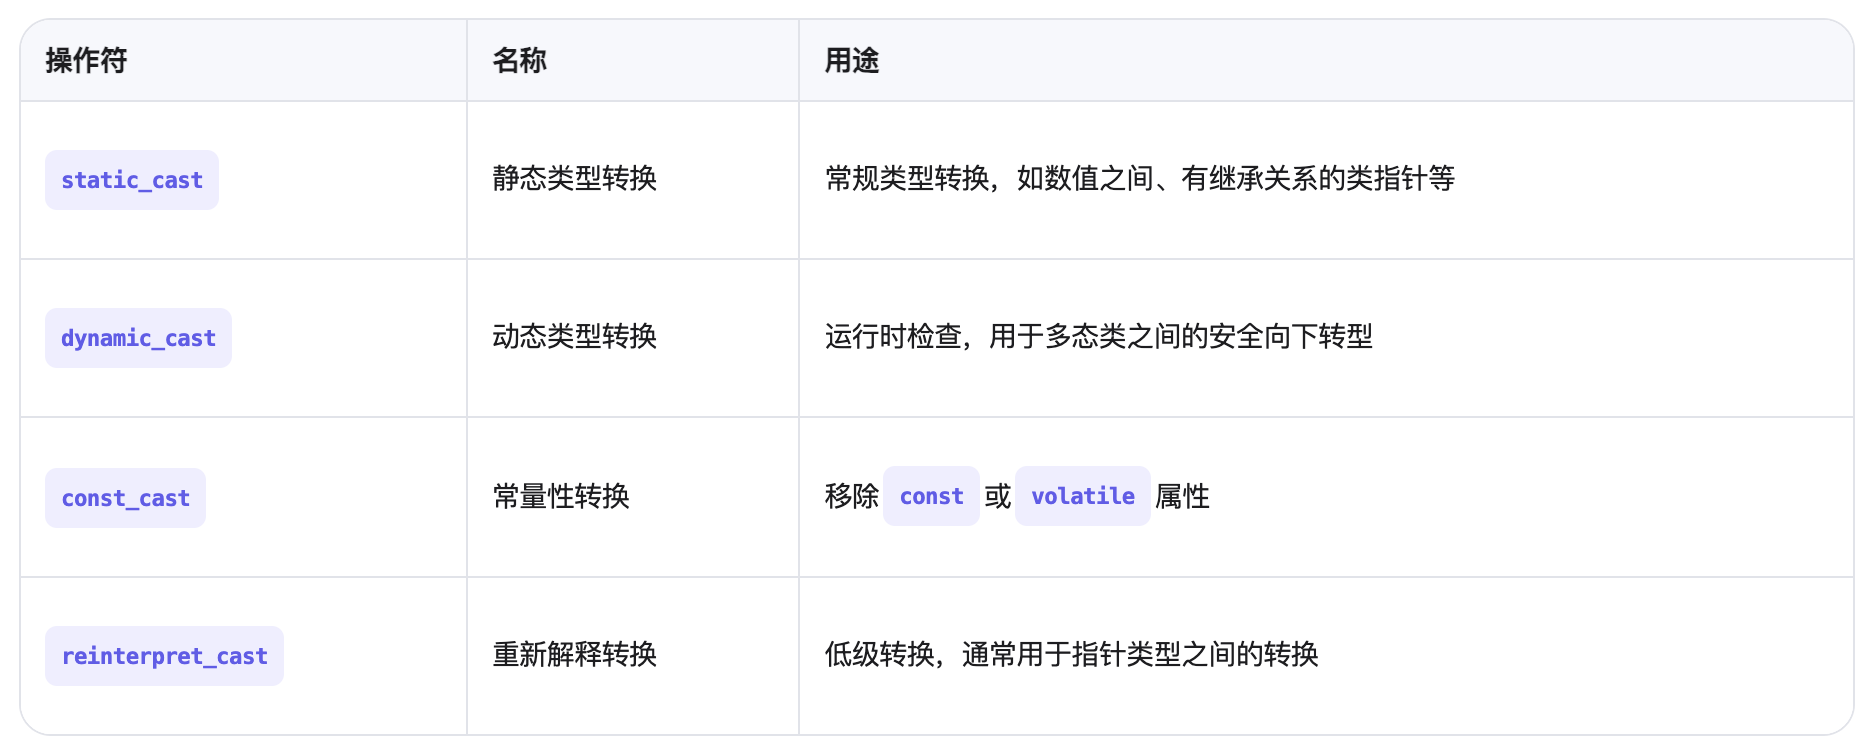 操作符 名称 用途
static_cast 静态类型转换 常规类型转换，如数值之间、有继承关系的类指针等
dynamic_cast 动态类型转换 运行时检查，用于多态类之间的安全向下转型
const_cast 常量性转换 移除 const 或 volatile 属性
reinterpret_cast 重新解释转换 低级转换，通常用于指针类型之间的转换